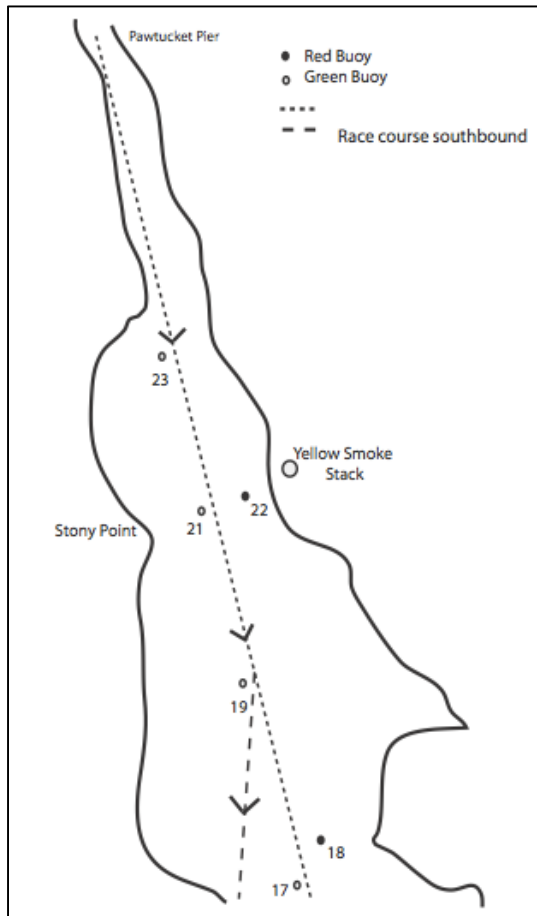 Pawtucket Pier
Red Buoy
Green Buoy
Race course southbound
23
Yellow Smoke
Stack
22
21
Stony Point
19
18
17